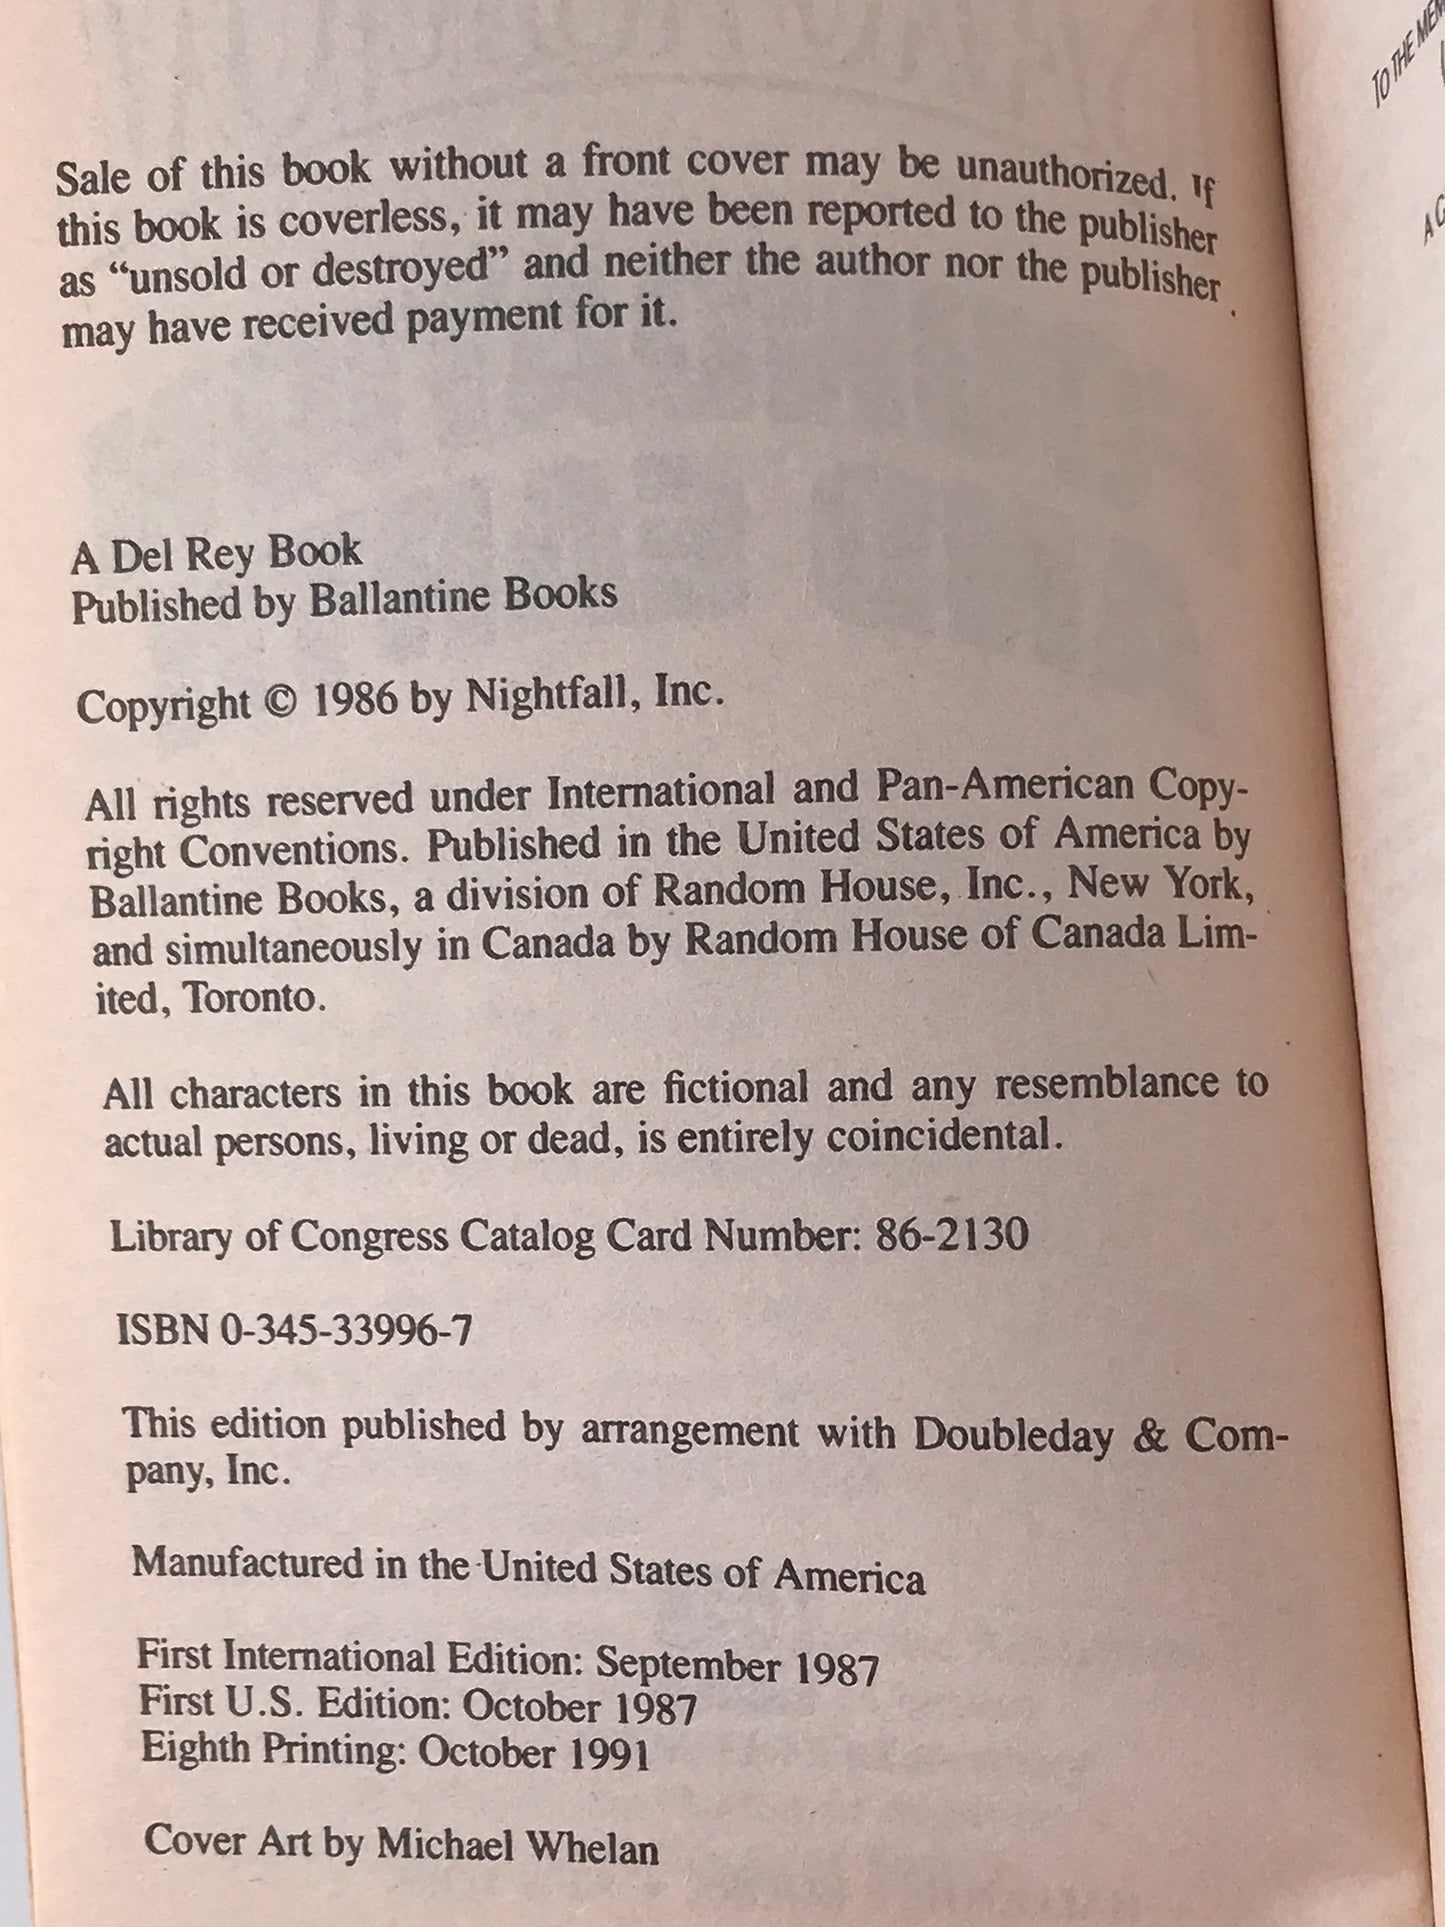 Sale of this book without a front cover may be unauthorized. If
this book is coverless, it may have been reported to the publisher
as “unsold or destroyed” and neither the author nor the publisher
may have received payment for it.
A Del Rey Book
Published by Ballantine Books
Copyright © 1986 by Nightfall, Inc.
All rights reserved under International and Pan-American Copy-
right Conventions. Published in the United States of America by
Ballantine Books, a division of Random House, Inc., New York,
and simultaneously in Canada by Random House of Canada Lim-
ited, Toronto.
All characters in this book are fictional and any resemblance to
actual persons, living or dead, is entirely coincidental.
Library of Congress Catalog Card Number: 86-2130
ISBN 0-345-33996-7
This edition published by arrangement with Doubleday & Com-
pany, Inc.
Manufactured in the United States of America
First International Edition: September 1987
First U.S. Edition: October 1987
Eighth Printing: October 1991
Cover Art by Michael Whelan
TO THE
A